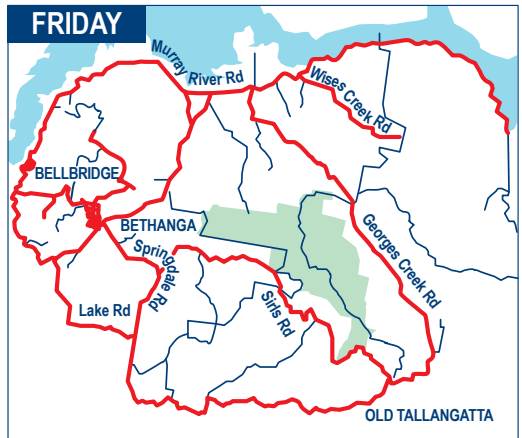 FRIDAY
Murray River Rd
Wises Creek Rd
BELLBRIDGE
BETHANGA
Springdale Rd
Georges Creek Rd
Lake Rd
Sirls Rd
OLD TALLANGATTA